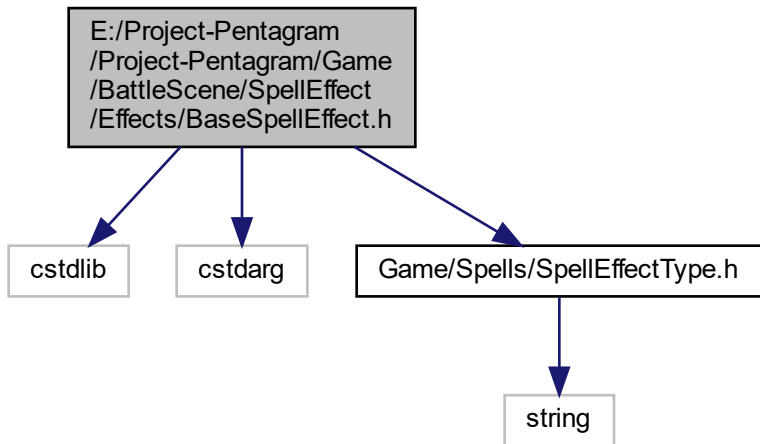 E:/Project-Pentagram
/Project-Pentagram/Game
/BattleScene/SpellEffect
/Effects/BaseSpellEffect.h
cstdlib
cstdarg
Game/Spells/SpellEffectType.h
string